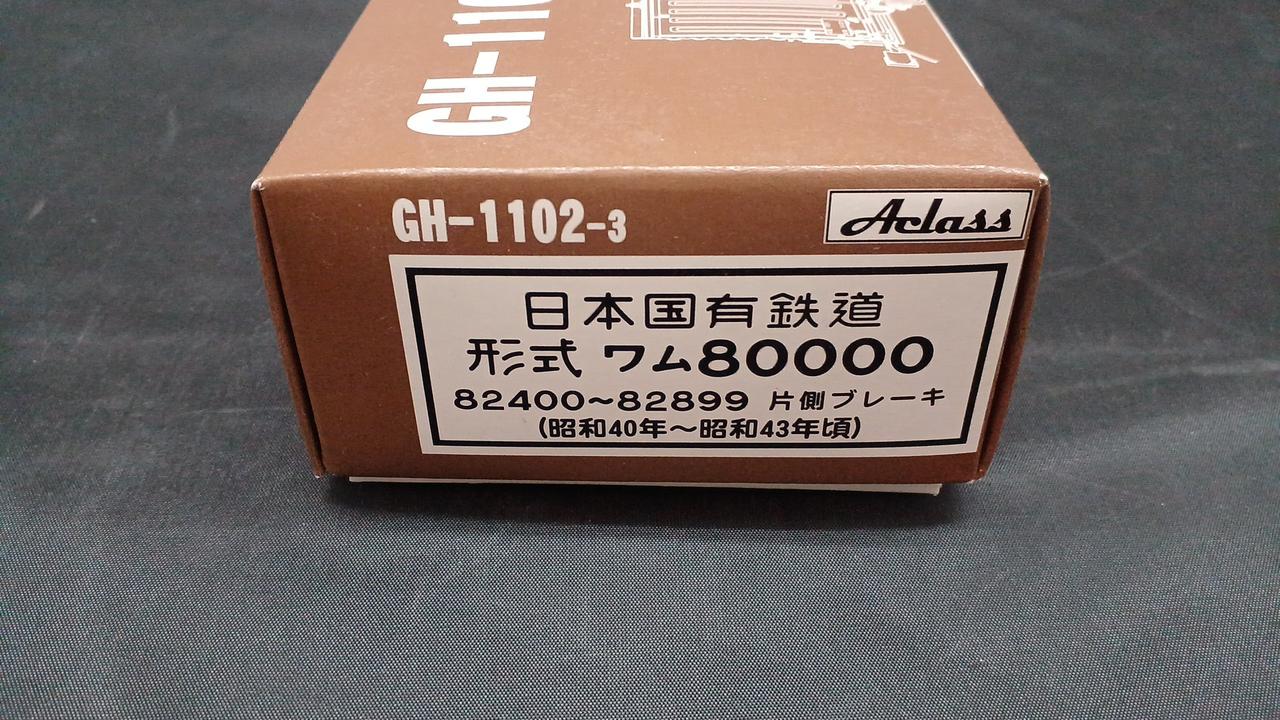 GH-110
GH-1102-3
Aclass
日本国有鉄道
形式 ワム80000
82400～82899 片側ブレーキ
(昭和40年～昭和43年頃)